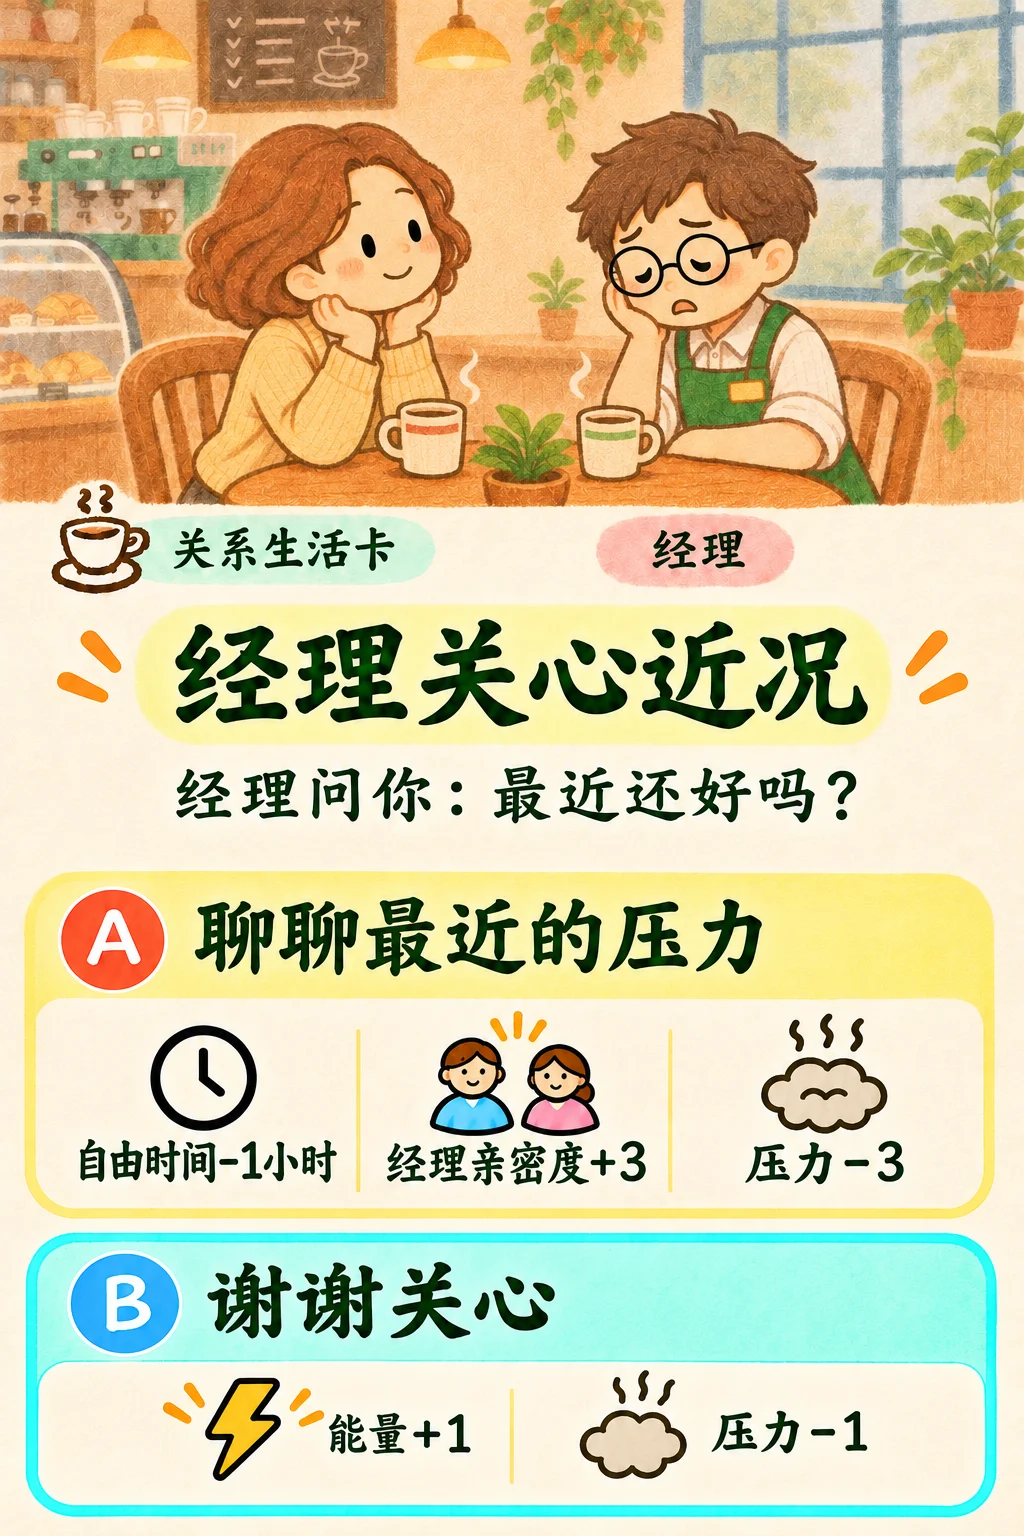 关系生活卡
经理
经理关心近况
经理问你：最近还好吗？
A 聊聊最近的压力
自由时间-1小时
经理亲密度+3
压力-3
B 谢谢关心
能量+1
压力-1